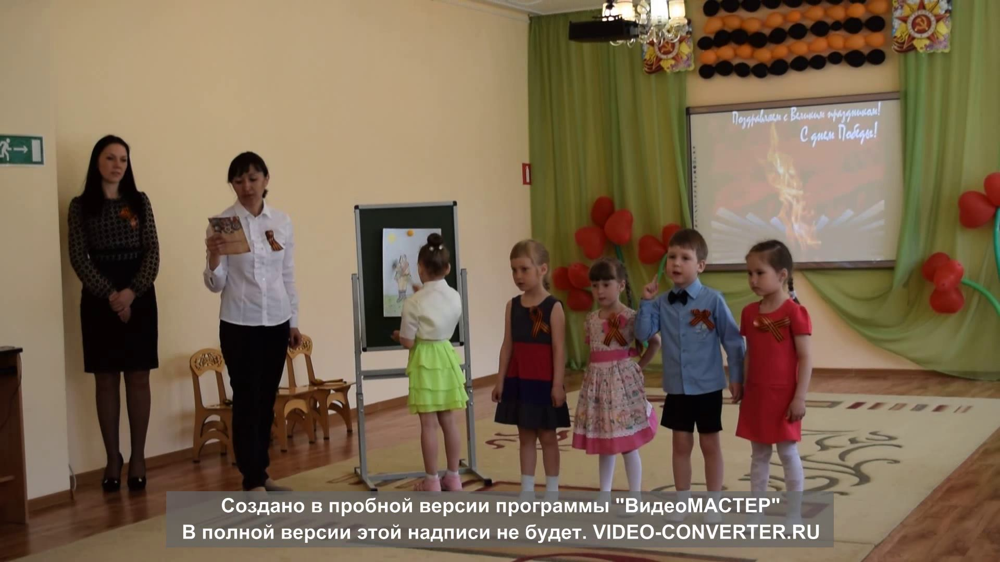 Поздравляем с Великим праздником!
С днем Победы!
Создано в пробной версии программы "ВидеоМАСТЕР"
В полной версии этой надписи не будет. VIDEO-CONVERTER.RU